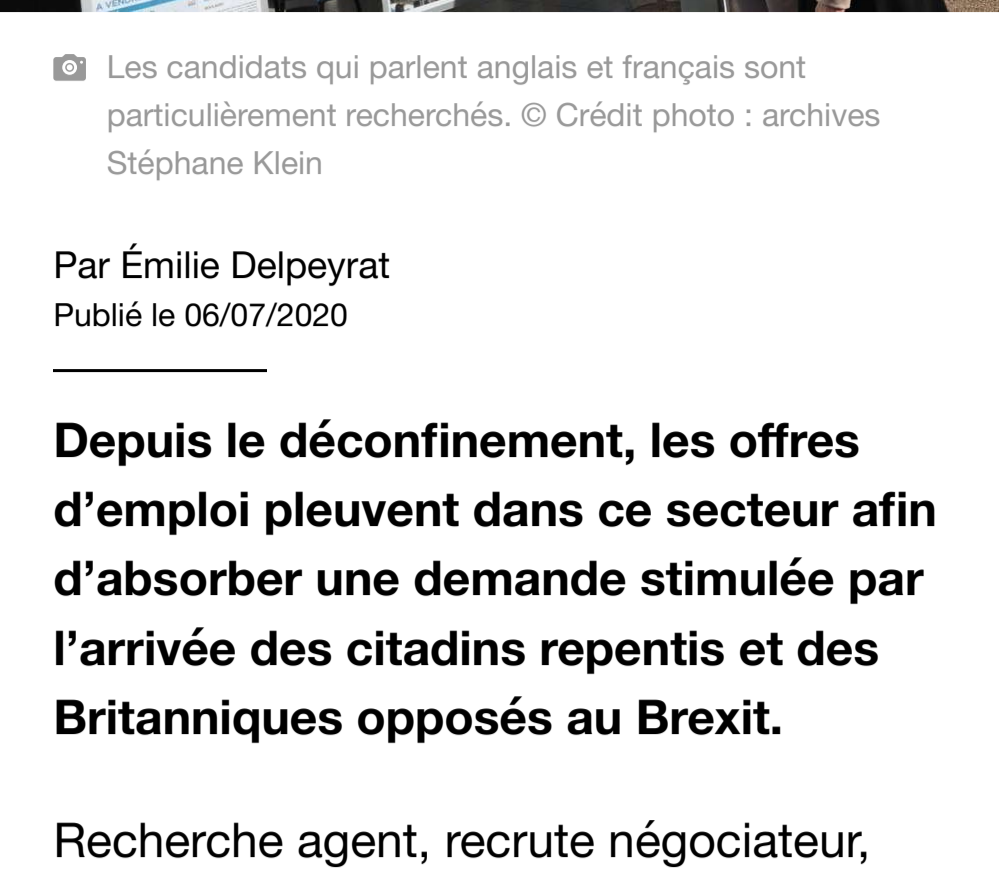 A VENDRE
Les candidats qui parlent anglais et français sont
particulièrement recherchés. © Crédit photo : archives
Stéphane Klein
Par Émilie Delpeyrat
Publié le 06/07/2020
Depuis le déconfinement, les offres
d’emploi pleuvent dans ce secteur afin
d’absorber une demande stimulée par
l’arrivée des citadins repentis et des
Britanniques opposés au Brexit.
Recherche agent, recrute négociateur,